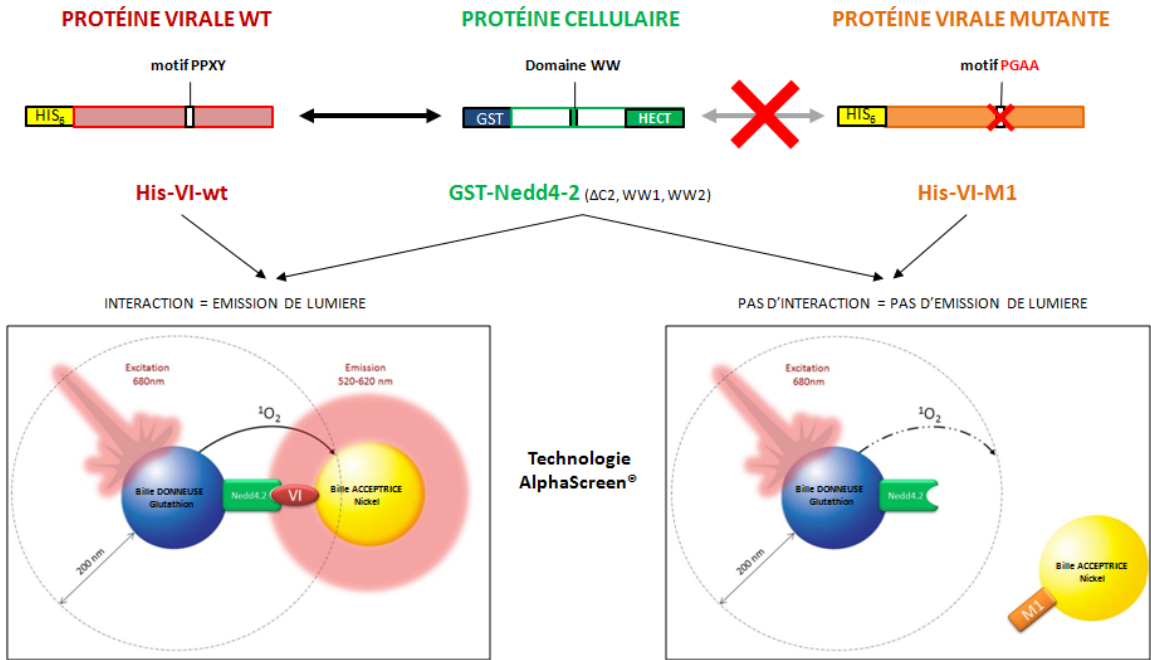 PROTÉINE VIRALE WT
PROTÉINE CELLULAIRE
PROTÉINE VIRALE MUTANTE
motif PPXY
Domaine WW
motif PGAA
HIS6
GST
HECT
HIS6
His-VI-wt
GST-Nedd4-2 (ΔC2, WW1, WW2)
His-VI-M1
INTERACTION = EMISSION DE LUMIERE
PAS D'INTERACTION = PAS D'EMISSION DE LUMIERE
Excitation
680nm
Emission
520-620 nm
¹O₂
Bille DONNEUSE
Glutathion
Nedd4.2
VI
Bille ACCEPTRICE
Nickel
200 nm
Technologie
AlphaScreen®
Excitation
680nm
¹O₂
Bille DONNEUSE
Glutathion
Nedd4.2
200 nm
Bille ACCEPTRICE
Nickel
M1